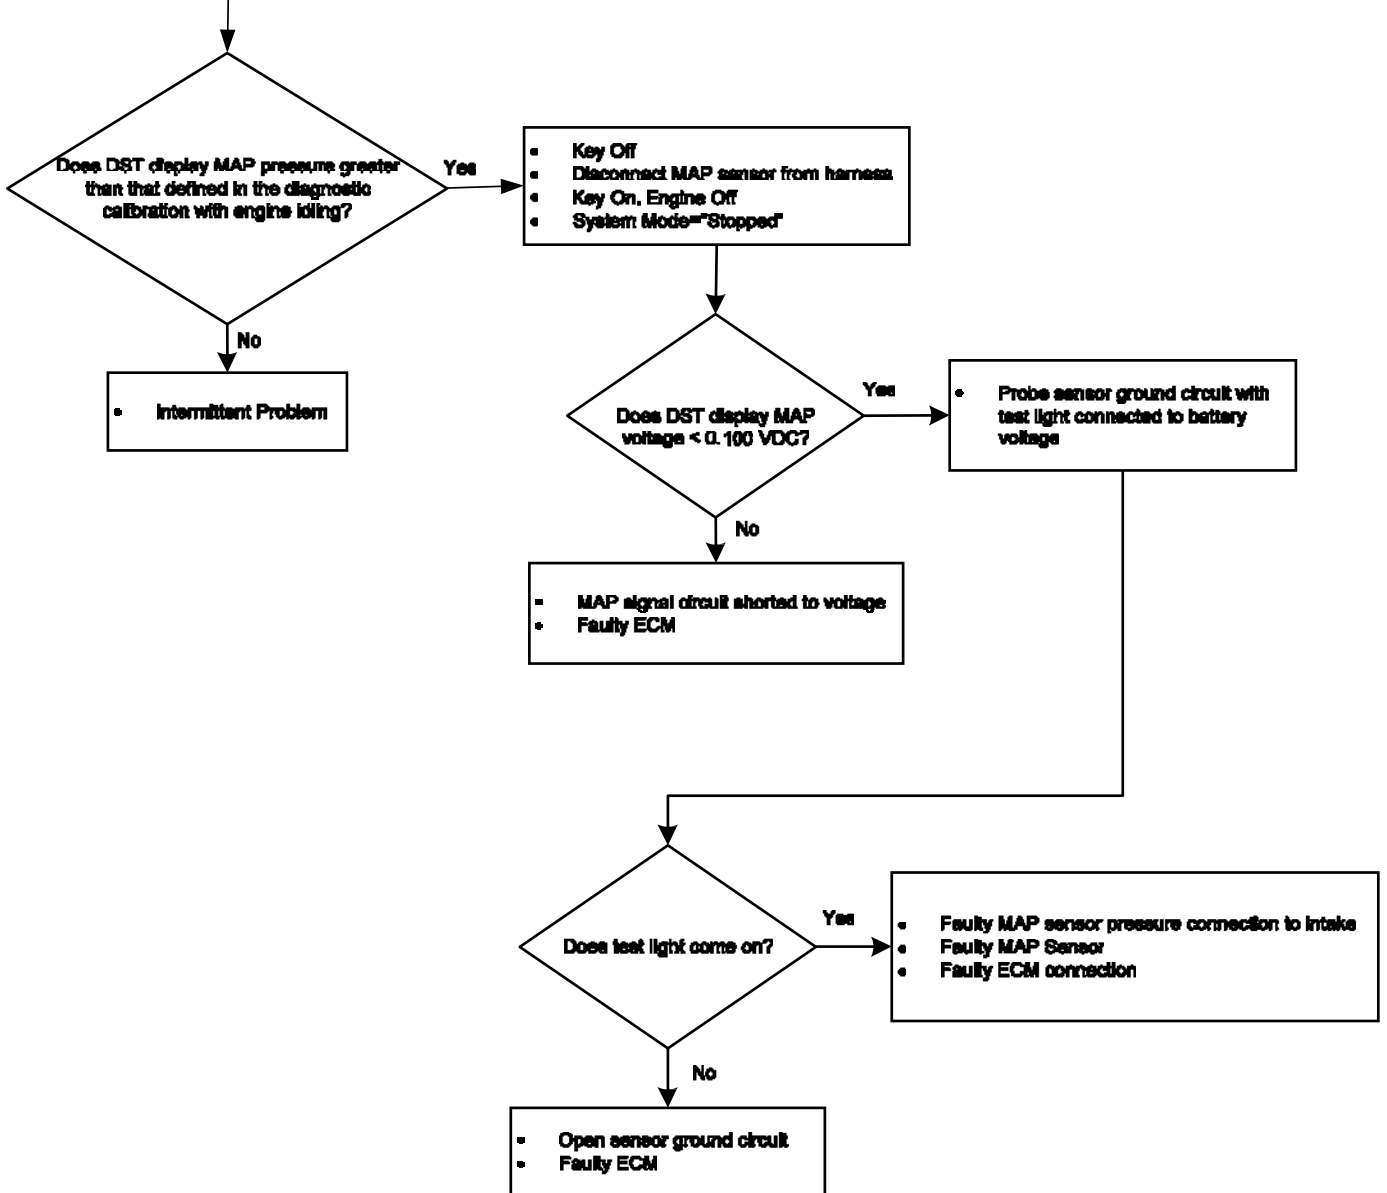 Does DST display MAP pressure greater
than that defined in the diagnostic
calibration with engine idling?
Yes
• Key Off
• Disconnect MAP sensor from harness
• Key On, Engine Off
• System Mode="Stopped"
No
• Intermittent Problem
Does DST display MAP
voltage < 0.100 VDC?
Yes
• Probe sensor ground circuit with
test light connected to battery
voltage
No
• MAP signal circuit shorted to voltage
• Faulty ECM
Does test light come on?
Yes
• Faulty MAP sensor pressure connection to intake
• Faulty MAP Sensor
• Faulty ECM connection
No
• Open sensor ground circuit
• Faulty ECM